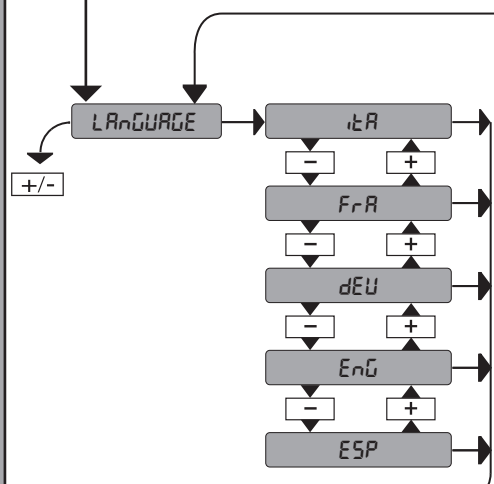 LAnGUAGE
itA
- +
+/-
FrA
- +
dEU
- +
EnG
- +
ESP